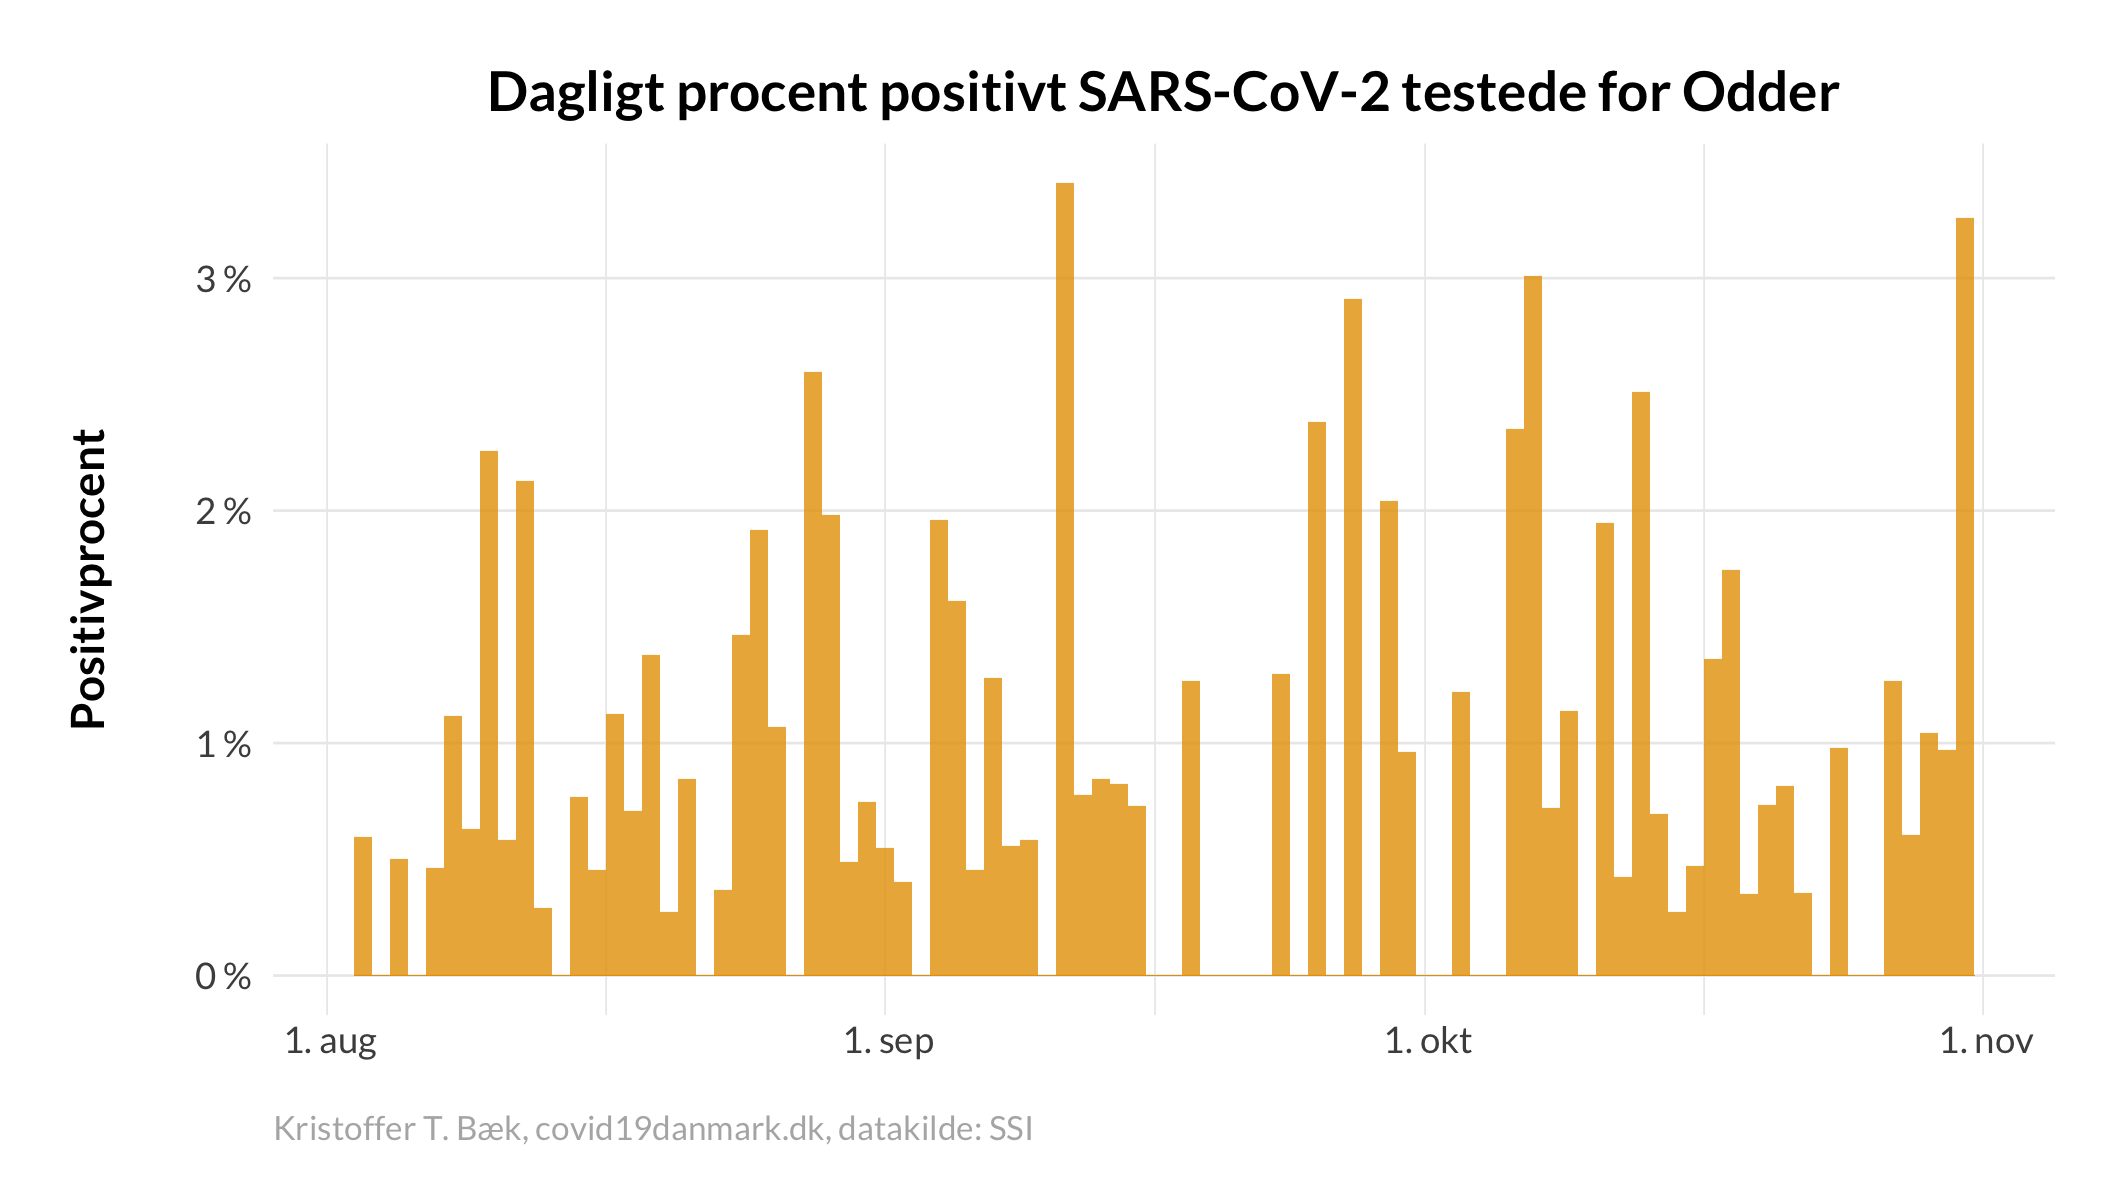 Dagligt procent positivt SARS-CoV-2 testede for Odder
Positivprocent
3 %
2 %
1 %
0 %
1. aug
1. sep
1. okt
1. nov
Kristoffer T. Bæk, covid19danmark.dk, datakilde: SSI